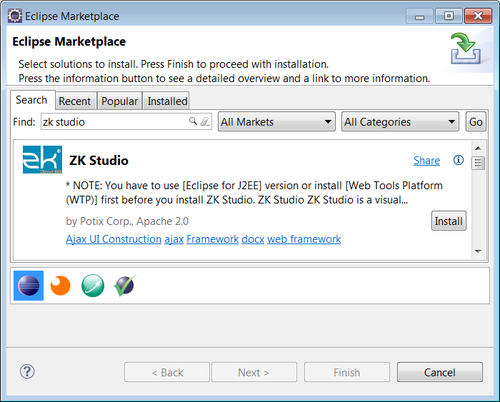 Eclipse Marketplace
Eclipse Marketplace
Select solutions to install. Press Finish to proceed with installation.
Press the information button to see a detailed overview and a link to more information.
Search Recent Popular Installed
Find: zk studio All Markets All Categories Go
zk
ZK Studio Share
* NOTE: You have to use [Eclipse for J2EE] version or install [Web Tools Platform
(WTP)] first before you install ZK Studio. ZK Studio ZK Studio is a visual...
by Potix Corp., Apache 2.0 Install
Ajax UI Construction ajax Framework docx web framework
? < Back Next > Finish Cancel